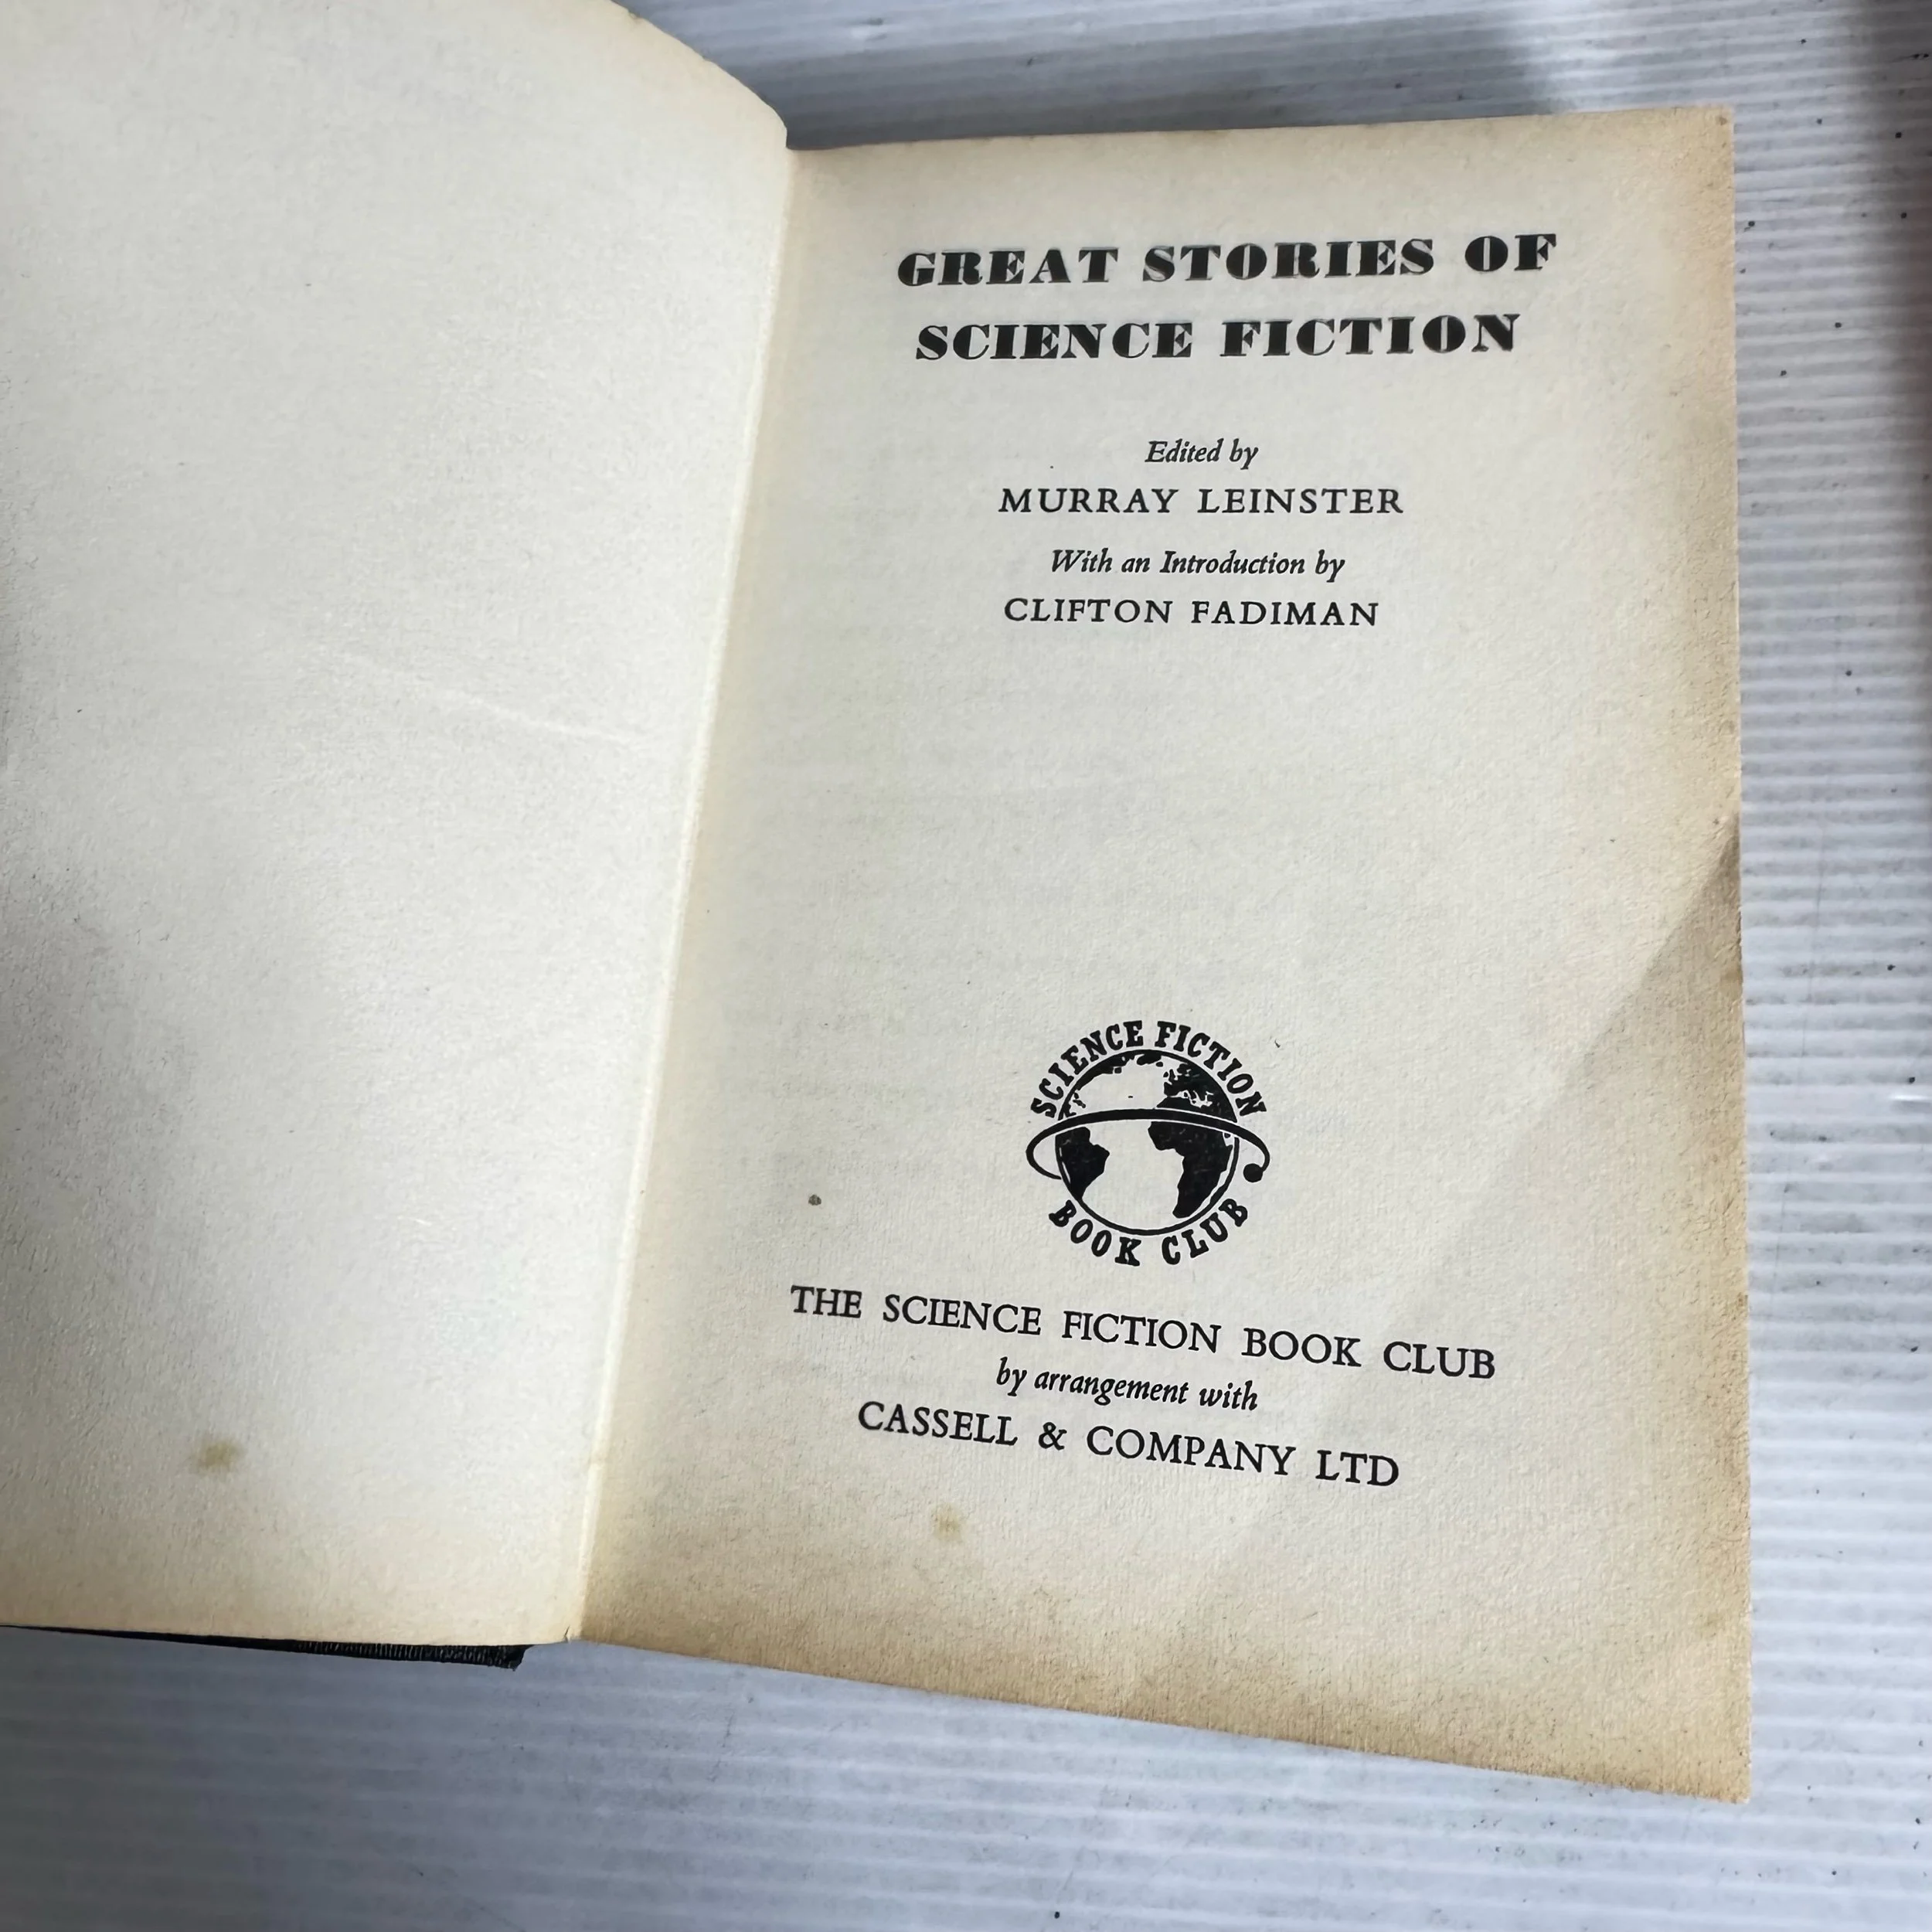 GREAT STORIES OF
SCIENCE FICTION
Edited by
MURRAY LEINSTER
With an Introduction by
CLIFTON FADIMAN
SCIENCE FICTION
BOOK CLUB
THE SCIENCE FICTION BOOK CLUB
by arrangement with
CASSELL & COMPANY LTD